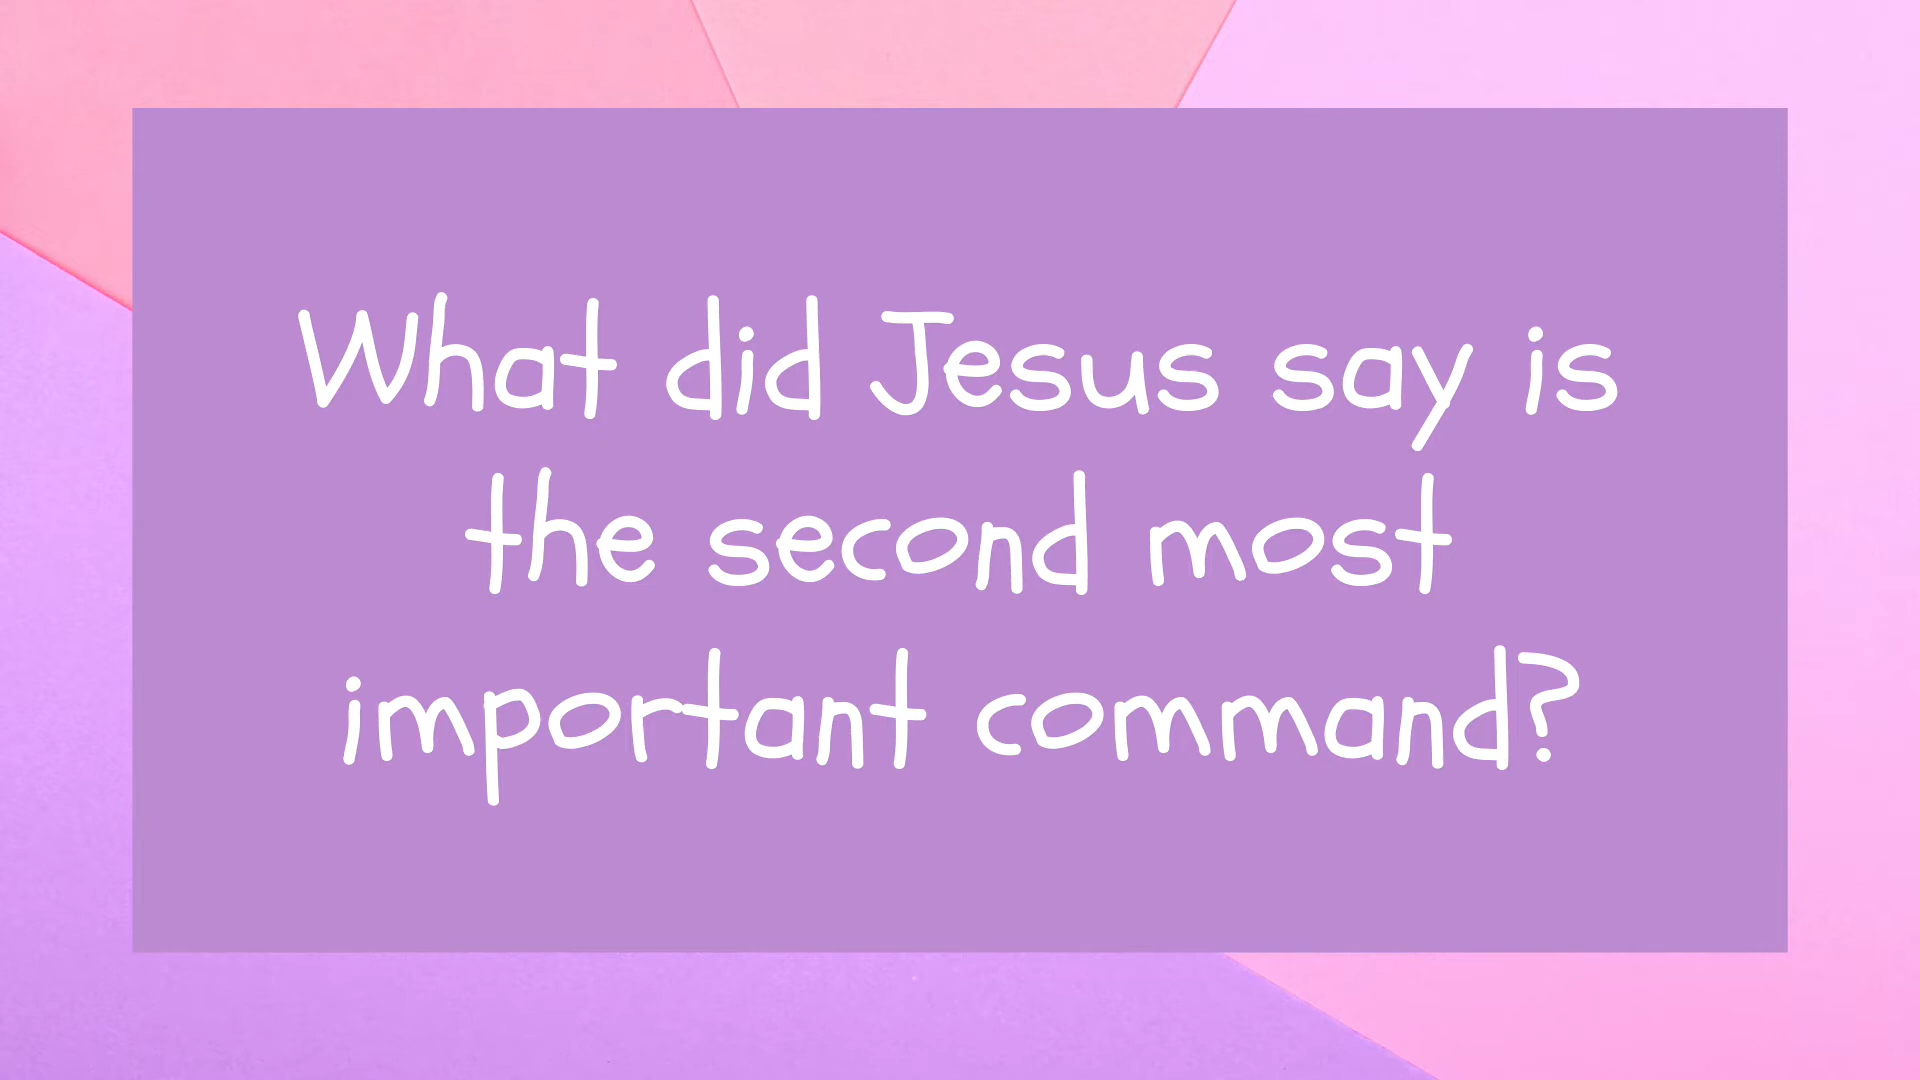 What did Jesus say is
the second most
important command?